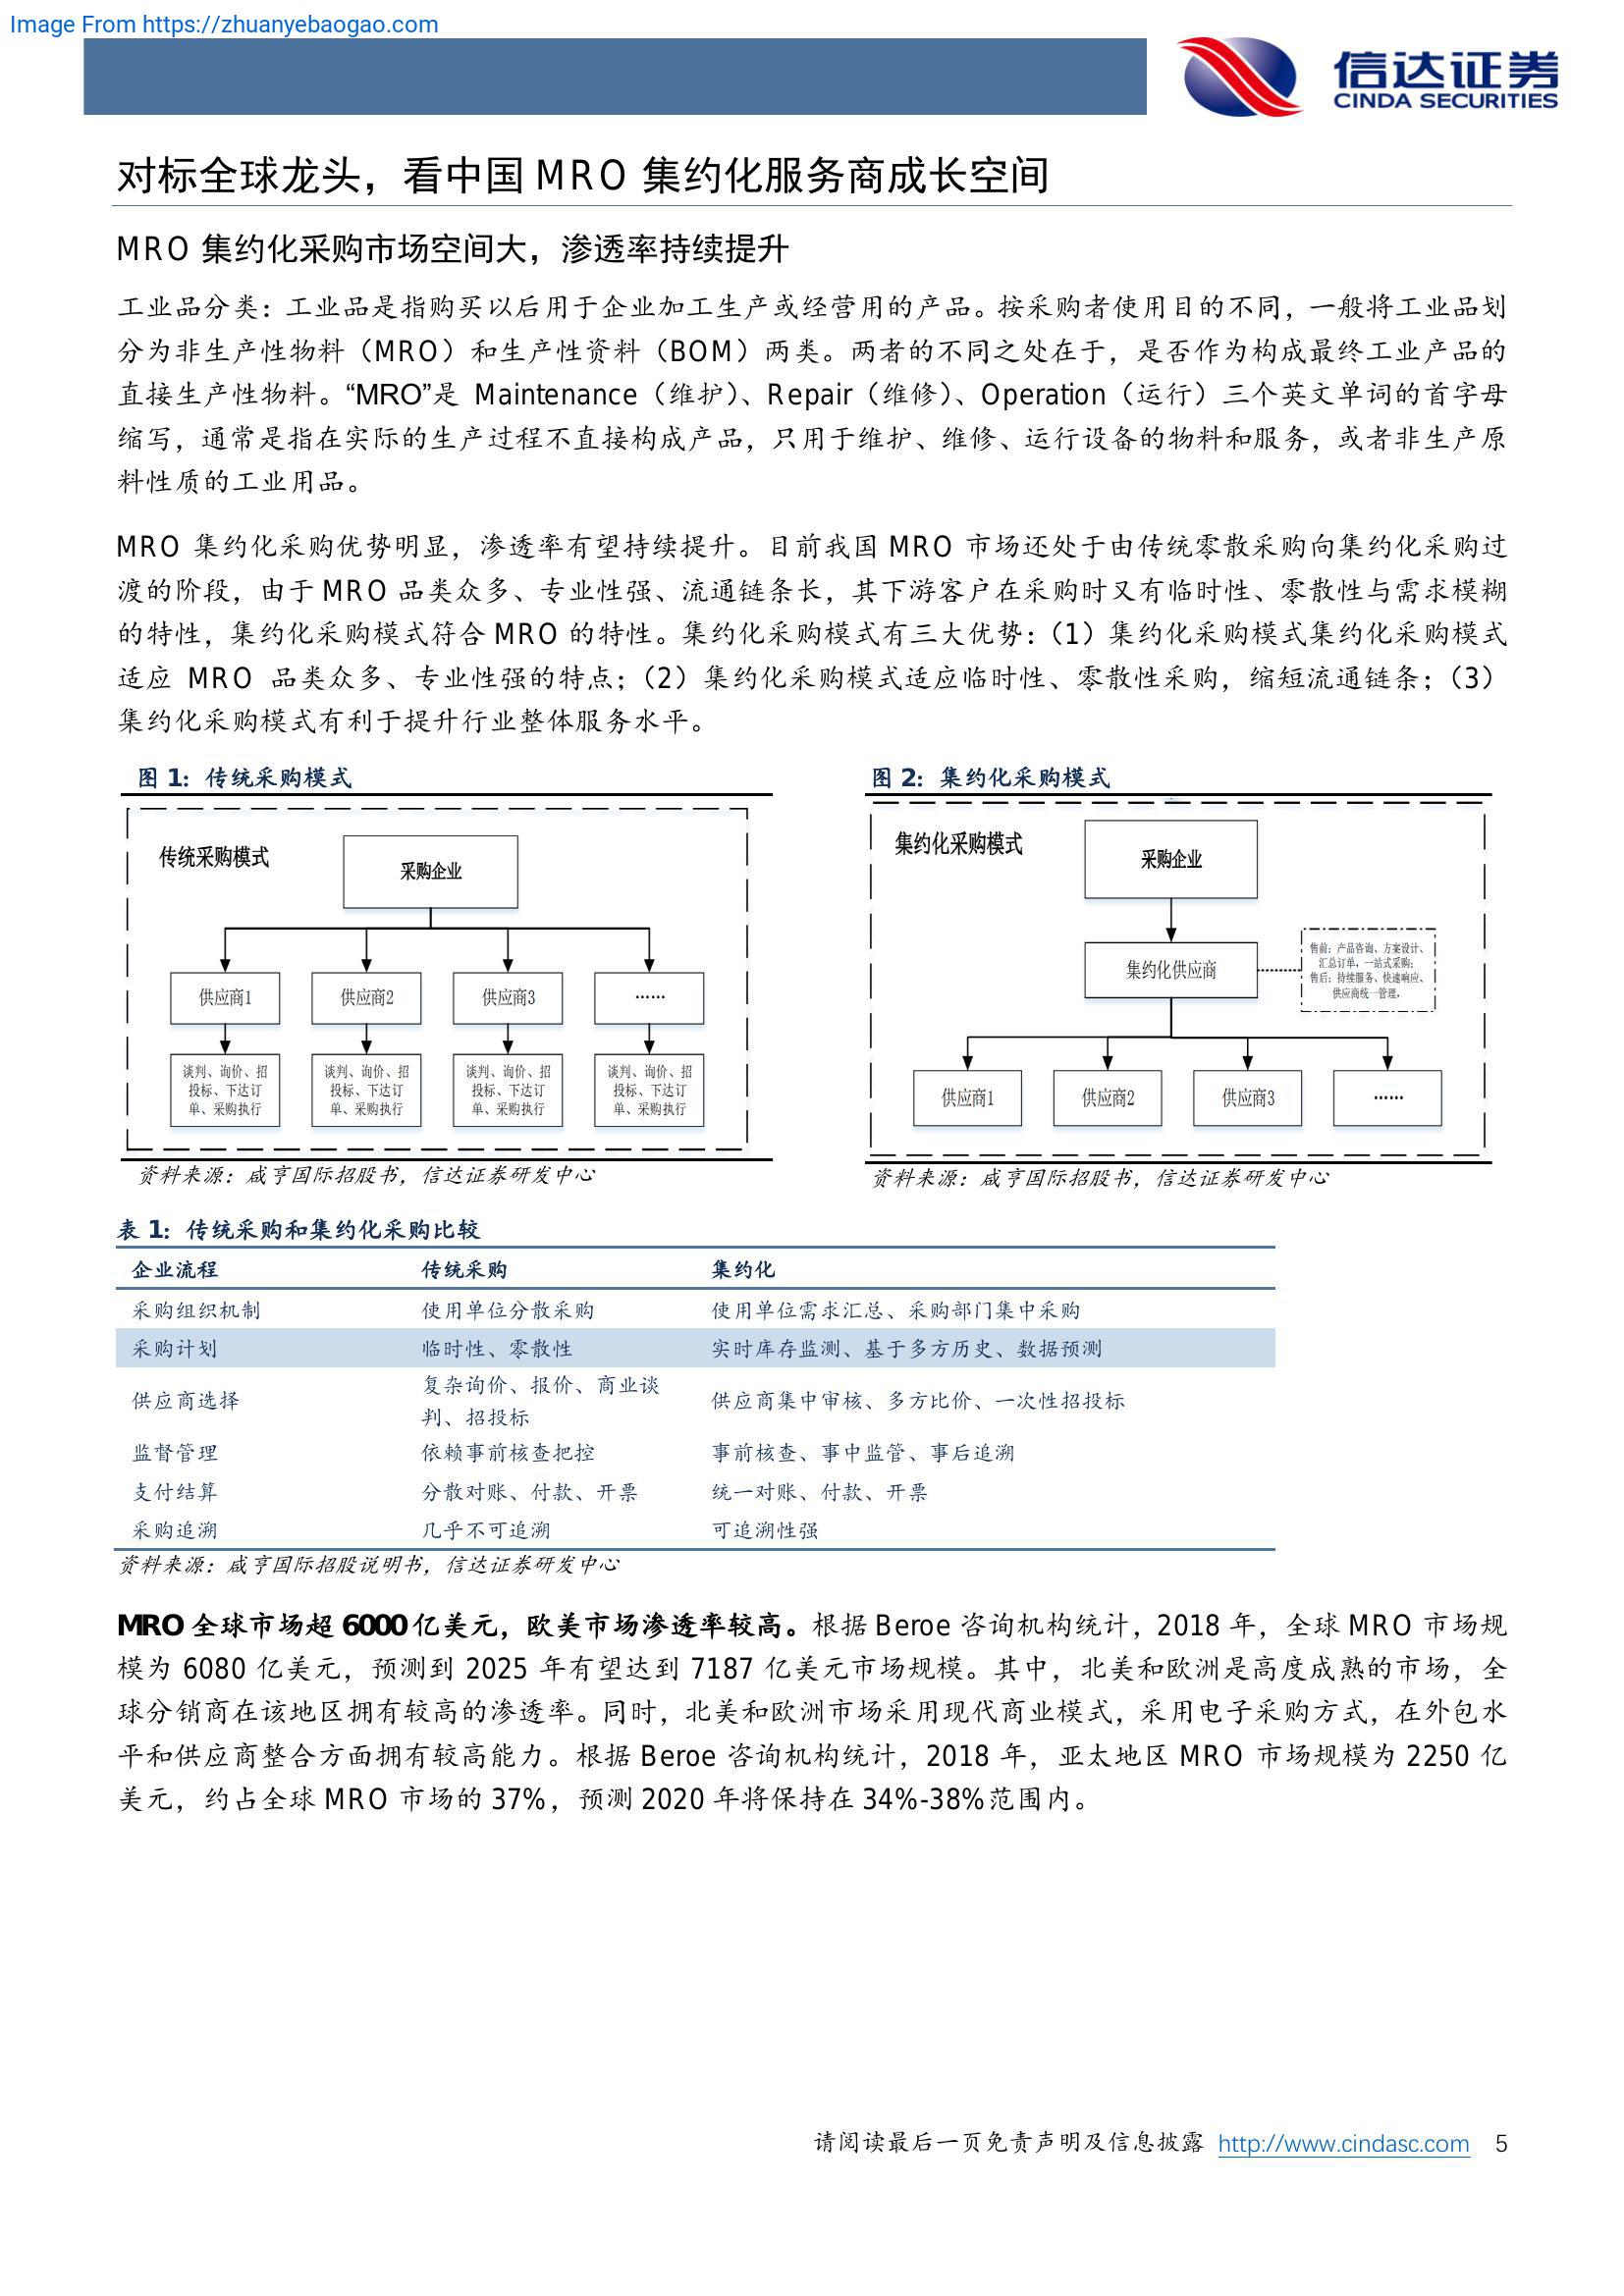 Image From https://zhuanyebaogao.com
信达证券
CINDA SECURITIES
对标全球龙头，看中国 MRO 集约化服务商成长空间
MRO 集约化采购市场空间大，渗透率持续提升
工业品分类：工业品是指购买以后用于企业加工生产或经营用的产品。按采购者使用目的不同，一般将工业品划
分为非生产性物料（MRO）和生产性资料（BOM）两类。两者的不同之处在于，是否作为构成最终工业产品的
直接生产性物料。“MRO”是 Maintenance（维护）、Repair（维修）、Operation（运行）三个英文单词的首字母
缩写，通常是指在实际的生产过程不直接构成产品，只用于维护、维修、运行设备的物料和服务，或者非生产原
料性质的工业用品。
MRO 集约化采购优势明显，渗透率有望持续提升。目前我国 MRO 市场还处于由传统零散采购向集约化采购过
渡的阶段，由于 MRO 品类众多、专业性强、流通链条长，其下游客户在采购时又有临时性、零散性与需求模糊
的特性，集约化采购模式符合 MRO 的特性。集约化采购模式有三大优势：（1）集约化采购模式集约化采购模式
适应 MRO 品类众多、专业性强的特点；（2）集约化采购模式适应临时性、零散性采购，缩短流通链条；（3）
集约化采购模式有利于提升行业整体服务水平。
图 1：传统采购模式
传统采购模式
采购企业
供应商1
供应商2
供应商3
……
谈判、询价、招
投标、下达订
单、采购执行
谈判、询价、招
投标、下达订
单、采购执行
谈判、询价、招
投标、下达订
单、采购执行
谈判、询价、招
投标、下达订
单、采购执行
资料来源：咸亨国际招股书，信达证券研发中心
图 2：集约化采购模式
集约化采购模式
采购企业
集约化供应商
售前：产品咨询、方案设计、
汇总订单，一站式采购；
售后：持续服务、快速响应、
供应商统一管理，
供应商1
供应商2
供应商3
……
资料来源：咸亨国际招股书，信达证券研发中心
表 1：传统采购和集约化采购比较
企业流程 传统采购 集约化
采购组织机制 使用单位分散采购 使用单位需求汇总、采购部门集中采购
采购计划 临时性、零散性 实时库存监测、基于多方历史、数据预测
供应商选择 复杂询价、报价、商业谈 供应商集中审核、多方比价、一次性招投标
判、招投标
监督管理 依赖事前核查把控 事前核查、事中监管、事后追溯
支付结算 分散对账、付款、开票 统一对账、付款、开票
采购追溯 几乎不可追溯 可追溯性强
资料来源：咸亨国际招股说明书，信达证券研发中心
MRO 全球市场超 6000 亿美元，欧美市场渗透率较高。根据 Beroe 咨询机构统计，2018 年，全球 MRO 市场规
模为 6080 亿美元，预测到 2025 年有望达到 7187 亿美元市场规模。其中，北美和欧洲是高度成熟的市场，全
球分销商在该地区拥有较高的渗透率。同时，北美和欧洲市场采用现代商业模式，采用电子采购方式，在外包水
平和供应商整合方面拥有较高能力。根据 Beroe 咨询机构统计，2018 年，亚太地区 MRO 市场规模为 2250 亿
美元，约占全球 MRO 市场的 37%，预测 2020 年将保持在 34%-38%范围内。
请阅读最后一页免责声明及信息披露 http://www.cindasc.com 5